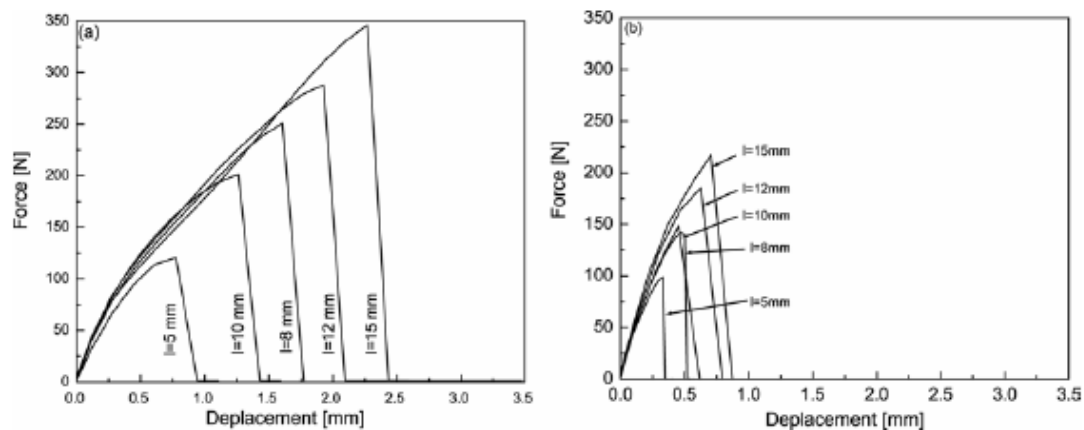 (a)
350
300
250
200
150
100
50
0
Force [N]
l=5 mm
l=10 mm
l=8 mm
l=12 mm
l=15 mm
0.0 0.5 1.0 1.5 2.0 2.5 3.0 3.5
Deplacement [mm]
(b)
350
300
250
200
150
100
50
0
Force [N]
l=15mm
l=12mm
l=10mm
l=8mm
l=5mm
0.0 0.5 1.0 1.5 2.0 2.5 3.0 3.5
Deplacement [mm]